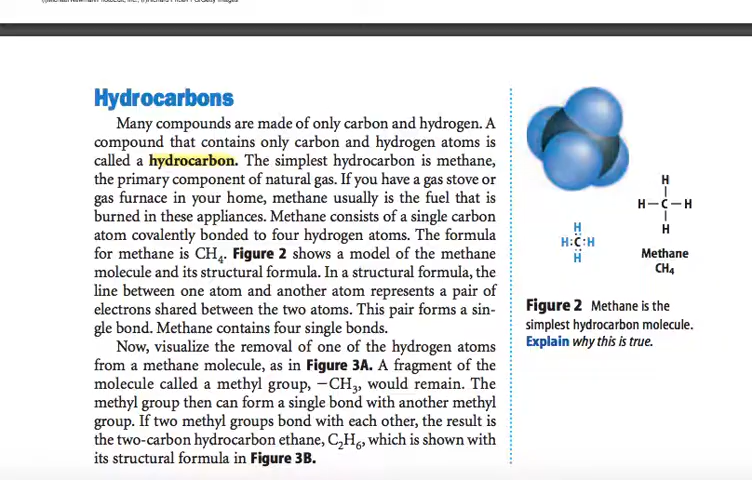 Hydrocarbons
Many compounds are made of only carbon and hydrogen. A
compound that contains only carbon and hydrogen atoms is
called a hydrocarbon. The simplest hydrocarbon is methane,
the primary component of natural gas. If you have a gas stove or
gas furnace in your home, methane usually is the fuel that is
burned in these appliances. Methane consists of a single carbon
atom covalently bonded to four hydrogen atoms. The formula
for methane is CH₄. Figure 2 shows a model of the methane
molecule and its structural formula. In a structural formula, the
line between one atom and another atom represents a pair of
electrons shared between the two atoms. This pair forms a sin-
gle bond. Methane contains four single bonds.
Now, visualize the removal of one of the hydrogen atoms
from a methane molecule, as in Figure 3A. A fragment of the
molecule called a methyl group, —CH₃, would remain. The
methyl group then can form a single bond with another methyl
group. If two methyl groups bond with each other, the result is
the two-carbon hydrocarbon ethane, C₂H₆, which is shown with
its structural formula in Figure 3B.
H
H:C:H
H
H
H—C—H
H
Methane
CH₄
Figure 2 Methane is the
simplest hydrocarbon molecule.
Explain why this is true.